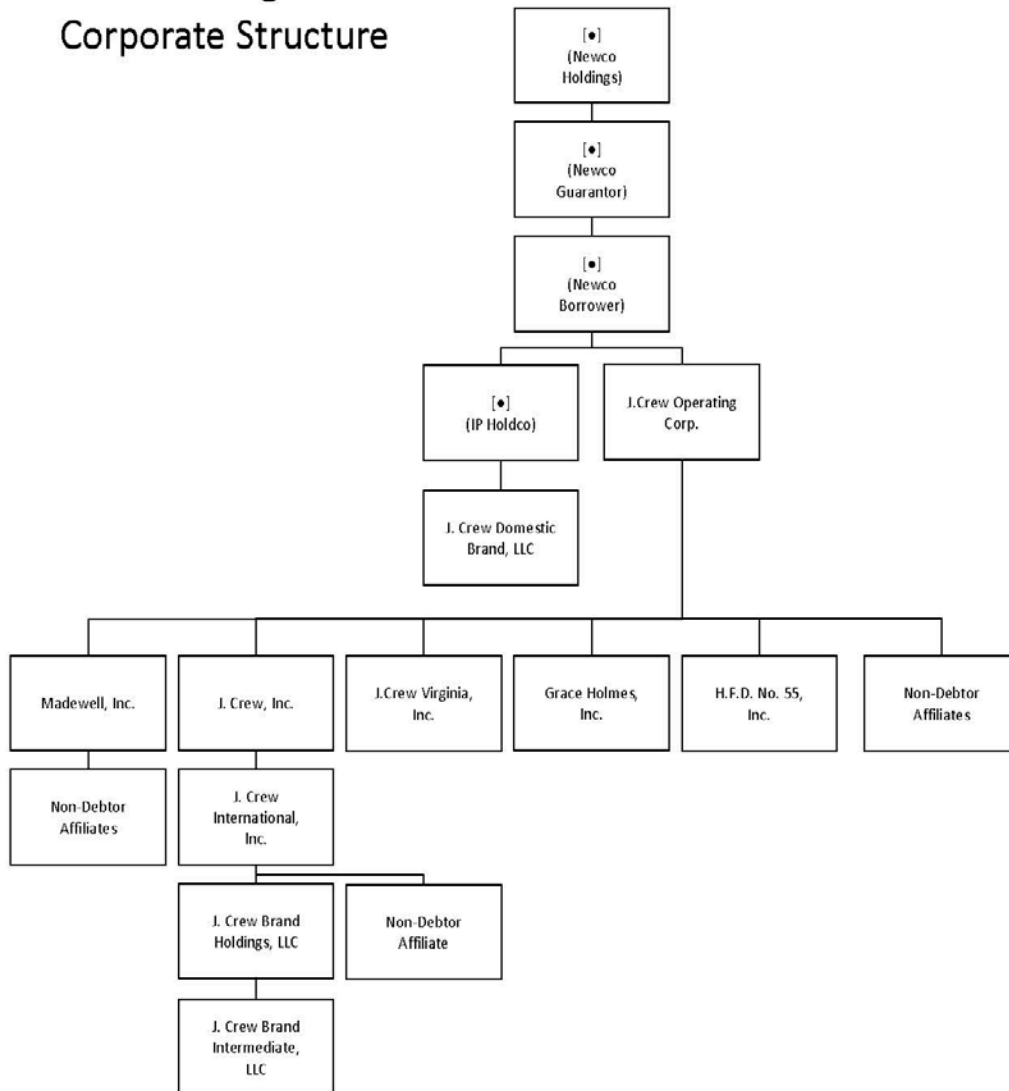 Corporate Structure
[●]
(Newco
Holdings)
[●]
(Newco
Guarantor)
[●]
(Newco
Borrower)
[●]
(IP Holdco)
J.Crew Operating
Corp.
J. Crew Domestic
Brand, LLC
Madewell, Inc.
J. Crew, Inc.
J.Crew Virginia,
Inc.
Grace Holmes,
Inc.
H.F.D. No. 55,
Inc.
Non-Debtor
Affiliates
Non-Debtor
Affiliates
J. Crew
International,
Inc.
J. Crew Brand
Holdings, LLC
Non-Debtor
Affiliate
J. Crew Brand
Intermediate,
LLC